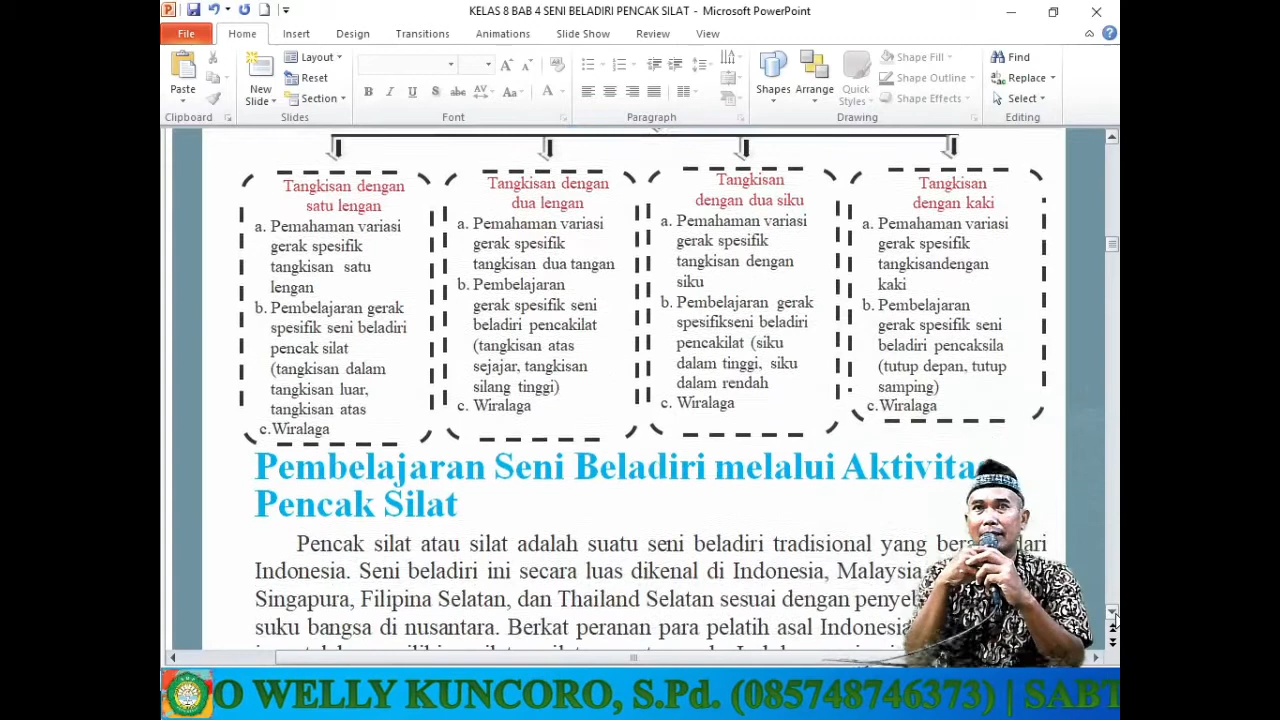 KELAS 8 BAB 4 SENI BELADIRI PENCAK SILAT - Microsoft PowerPoint
File Home Insert Design Transitions Animations Slide Show Review View
Paste
Clipboard
New Slide
Layout
Reset
Section
Slides
Font
Paragraph
Shapes
Arrange
Quick Styles
Shape Fill
Shape Outline
Shape Effects
Drawing
Find
Replace
Select
Editing
Tangkisan dengan
satu lengan
a. Pemahaman variasi
gerak spesifik
tangkisan satu
lengan
b. Pembelajaran gerak
spesifik seni beladiri
pencak silat
(tangkisan dalam
tangkisan luar,
tangkisan atas
c.Wiralaga
Tangkisan dengan
dua lengan
a. Pemahaman variasi
gerak spesifik
tangkisan dua tangan
b. Pembelajaran
gerak spesifik seni
beladiri pencakilat
(tangkisan atas
sejajar, tangkisan
silang tinggi)
c. Wiralaga
Tangkisan
dengan dua siku
a. Pemahaman variasi
gerak spesifik
tangkisan dengan
siku
b. Pembelajaran gerak
spesifikseni beladiri
pencakilat (siku
dalam tinggi, siku
dalam rendah
c. Wiralaga
Tangkisan
dengan kaki
a. Pemahaman variasi
gerak spesifik
tangkisandengan
kaki
b. Pembelajaran
gerak spesifik seni
beladiri pencaksila
(tutup depan, tutup
samping)
c.Wiralaga
Pembelajaran Seni Beladiri melalui Aktivita
Pencak Silat
Pencak silat atau silat adalah suatu seni beladiri tradisional yang bera dari
Indonesia. Seni beladiri ini secara luas dikenal di Indonesia, Malaysia
Singapura, Filipina Selatan, dan Thailand Selatan sesuai dengan penyeb
suku bangsa di nusantara. Berkat peranan para pelatih asal Indonesia
O WELLY KUNCORO, S.Pd. (085748746373) | SABT